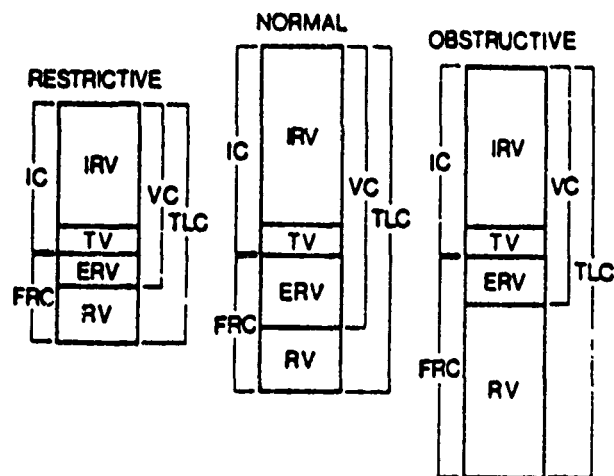 RESTRICTIVE
IC
IRV
TV
ERV
FRC
RV
VC
TLC
NORMAL
IC
IRV
TV
ERV
FRC
RV
VC
TLC
OBSTRUCTIVE
IC
IRV
TV
ERV
FRC
RV
VC
TLC